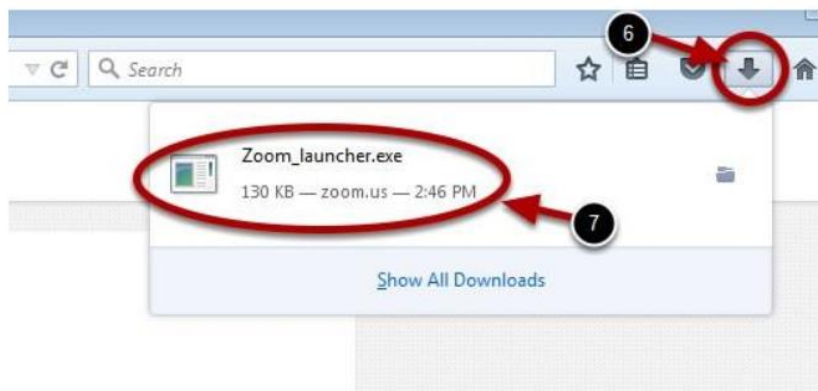 6
Search
Zoom_launcher.exe
130 KB — zoom.us — 2:46 PM
7
Show All Downloads